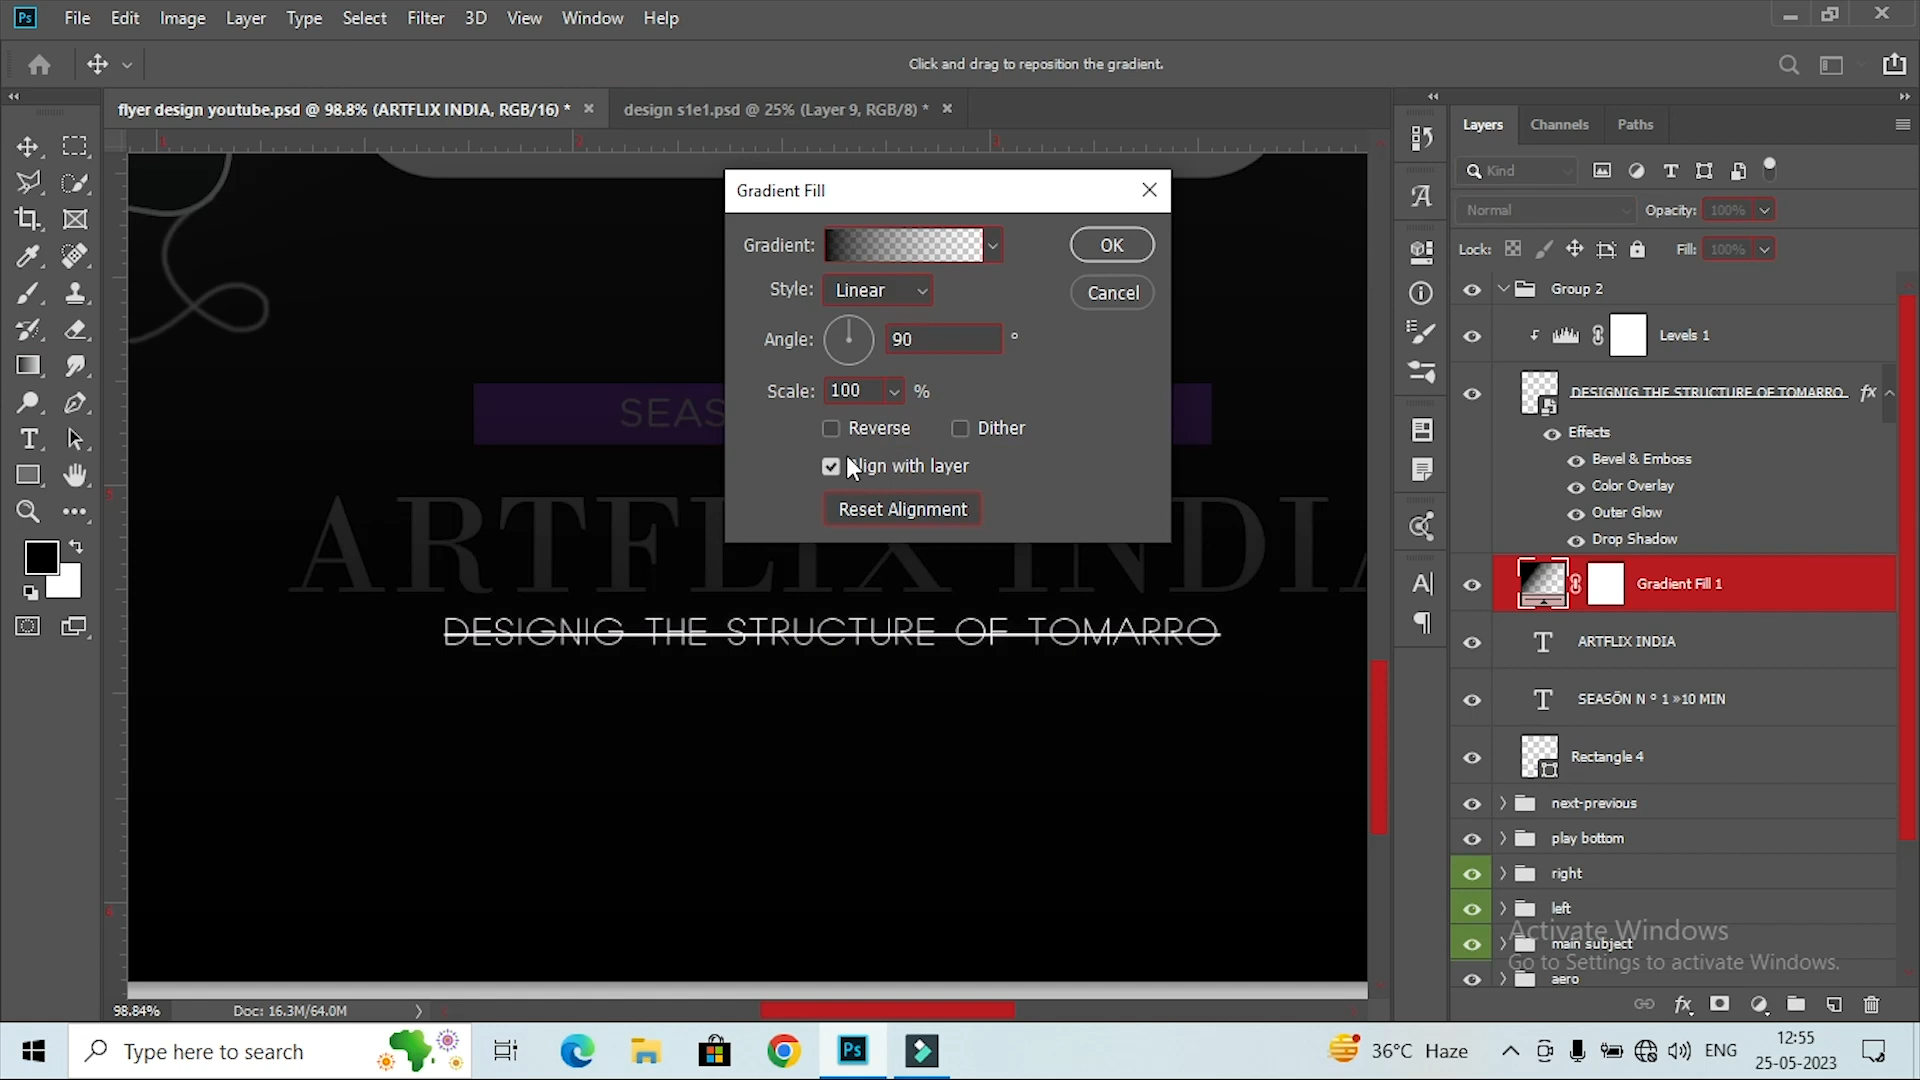 Ps File Edit Image Layer Type Select Filter 3D View Window Help
Click and drag to reposition the gradient.
flyer design youtube.psd @ 98.8% (ARTFLIX INDIA, RGB/16) *
design s1e1.psd @ 25% (Layer 9, RGB/8) *
Gradient Fill
Gradient:
OK
Style: Linear
Cancel
Angle: 90 °
Scale: 100 %
Reverse
Dither
Align with layer
Reset Alignment
SEAS
ARTFLIX INDIA
DESIGNIG THE STRUCTURE OF TOMARRO
98.84%
Doc: 16.3M/64.0M
Layers Channels Paths
Kind
Normal
Opacity: 100%
Lock:
Fill: 100%
Group 2
Levels 1
DESIGNIG THE STRUCTURE OF TOMARRO fx
Effects
Bevel & Emboss
Color Overlay
Outer Glow
Drop Shadow
Gradient Fill 1
T ARTFLIX INDIA
T SEASÕN N ° 1 »10 MIN
Rectangle 4
next-previous
play bottom
right
left
main subject
aero
Activate Windows
Go to Settings to activate Windows.
Type here to search
Ps
36°C Haze
ENG
12:55
25-05-2023